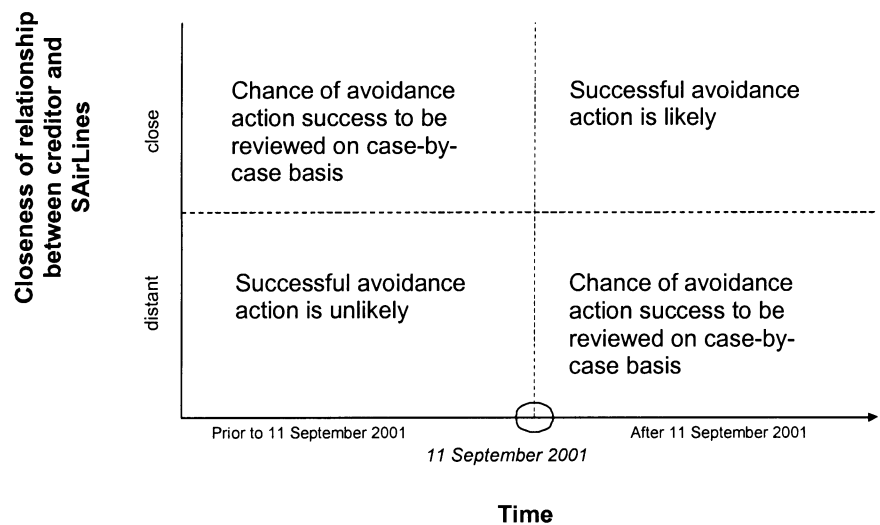 Closeness of relationship
between creditor and
SAirLines
close
distant
Chance of avoidance
action success to be
reviewed on case-by-
case basis
Successful avoidance
action is likely
Successful avoidance
action is unlikely
Chance of avoidance
action success to be
reviewed on case-by-
case basis
Prior to 11 September 2001
11 September 2001
After 11 September 2001
Time